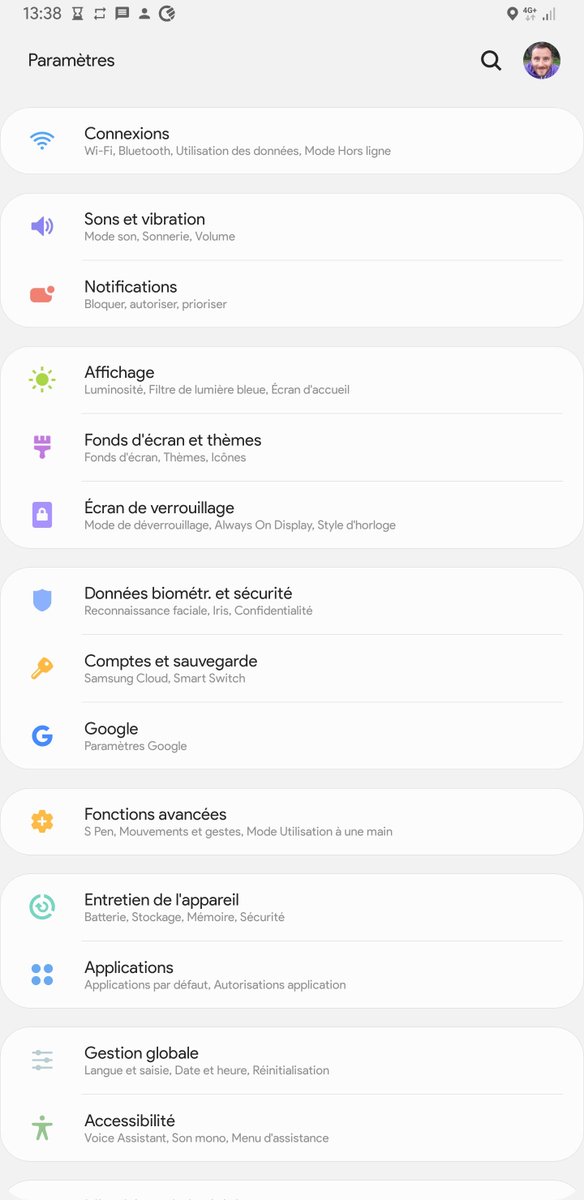 13:38
4G+
Paramètres
Connexions
Wi-Fi, Bluetooth, Utilisation des données, Mode Hors ligne
Sons et vibration
Mode son, Sonnerie, Volume
Notifications
Bloquer, autoriser, prioriser
Affichage
Luminosité, Filtre de lumière bleue, Écran d'accueil
Fonds d'écran et thèmes
Fonds d'écran, Thèmes, Icônes
Écran de verrouillage
Mode de déverrouillage, Always On Display, Style d'horloge
Données biométr. et sécurité
Reconnaissance faciale, Iris, Confidentialité
Comptes et sauvegarde
Samsung Cloud, Smart Switch
Google
Paramètres Google
Fonctions avancées
S Pen, Mouvements et gestes, Mode Utilisation à une main
Entretien de l'appareil
Batterie, Stockage, Mémoire, Sécurité
Applications
Applications par défaut, Autorisations application
Gestion globale
Langue et saisie, Date et heure, Réinitialisation
Accessibilité
Voice Assistant, Son mono, Menu d'assistance